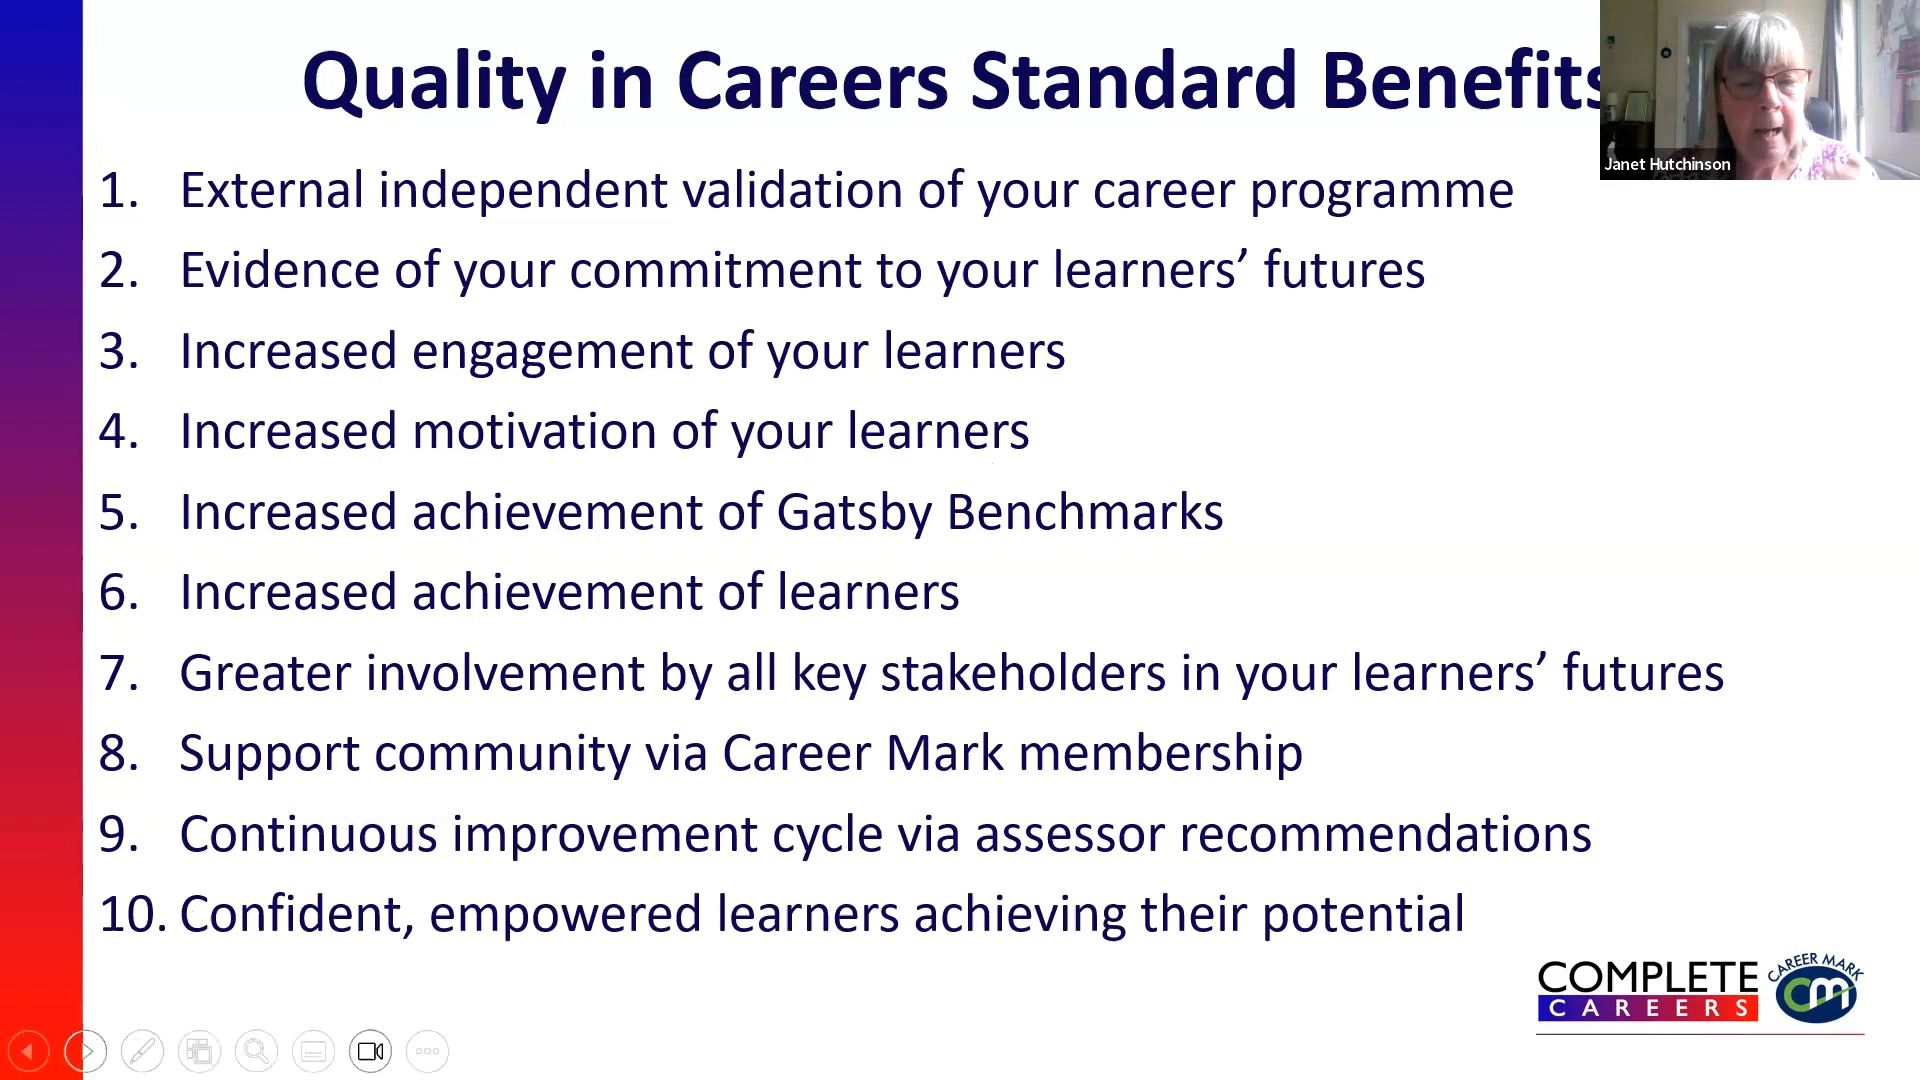 Quality in Careers Standard Benefits
Janet Hutchinson
1. External independent validation of your career programme
2. Evidence of your commitment to your learners’ futures
3. Increased engagement of your learners
4. Increased motivation of your learners
5. Increased achievement of Gatsby Benchmarks
6. Increased achievement of learners
7. Greater involvement by all key stakeholders in your learners’ futures
8. Support community via Career Mark membership
9. Continuous improvement cycle via assessor recommendations
10. Confident, empowered learners achieving their potential
COMPLETE
CAREERS
CAREER MARK
cm